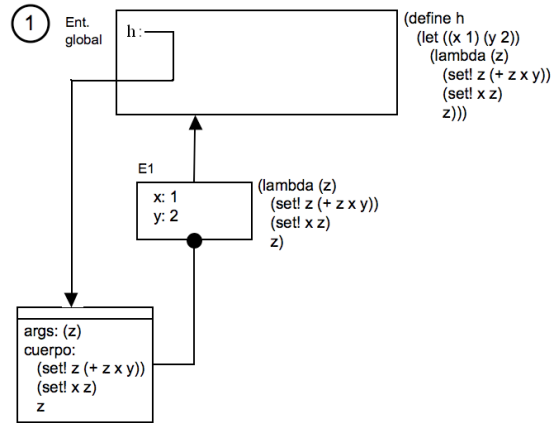 1
Ent.
global
h:
(define h
(let ((x 1) (y 2))
(lambda (z)
(set! z (+ z x y))
(set! x z)
z)))
E1
x: 1
y: 2
(lambda (z)
(set! z (+ z x y))
(set! x z)
z)
args: (z)
cuerpo:
(set! z (+ z x y))
(set! x z)
z